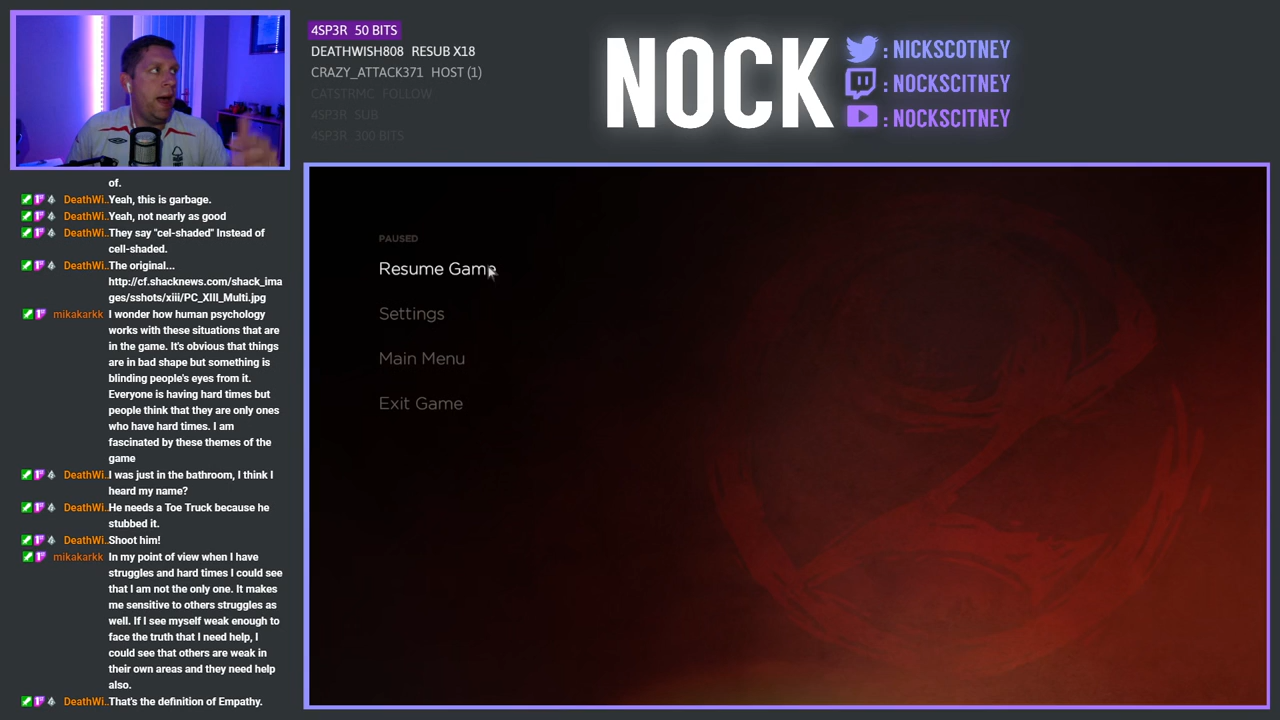 4SP3R 50 BITS
DEATHWISH808 RESUB X18
CRAZY_ATTACK371 HOST (1)
CATSTRMC FOLLOW
4SP3R SUB
4SP3R 300 BITS
NOCK
: NICKSCOTNEY
: NOCKSCITNEY
: NOCKSCITNEY
of.
DeathWi.. Yeah, this is garbage.
DeathWi.. Yeah, not nearly as good
DeathWi.. They say "cel-shaded" Instead of
cell-shaded.
DeathWi.. The original...
http://cf.shacknews.com/shack_ima
ges/sshots/xiii/PC_XIII_Multi.jpg
mikakarkk I wonder how human psychology
works with these situations that are
in the game. It's obvious that things
are in bad shape but something is
blinding people's eyes from it.
Everyone is having hard times but
people think that they are only ones
who have hard times. I am
fascinated by these themes of the
game
DeathWi.. I was just in the bathroom, I think I
heard my name?
DeathWi.. He needs a Toe Truck because he
stubbed it.
DeathWi.. Shoot him!
mikakarkk In my point of view when I have
struggles and hard times I could see
that I am not the only one. It makes
me sensitive to others struggles as
well. If I see myself weak enough to
face the truth that I need help, I
could see that others are weak in
their own areas and they need help
also.
DeathWi.. That's the definition of Empathy.
PAUSED
Resume Game
Settings
Main Menu
Exit Game